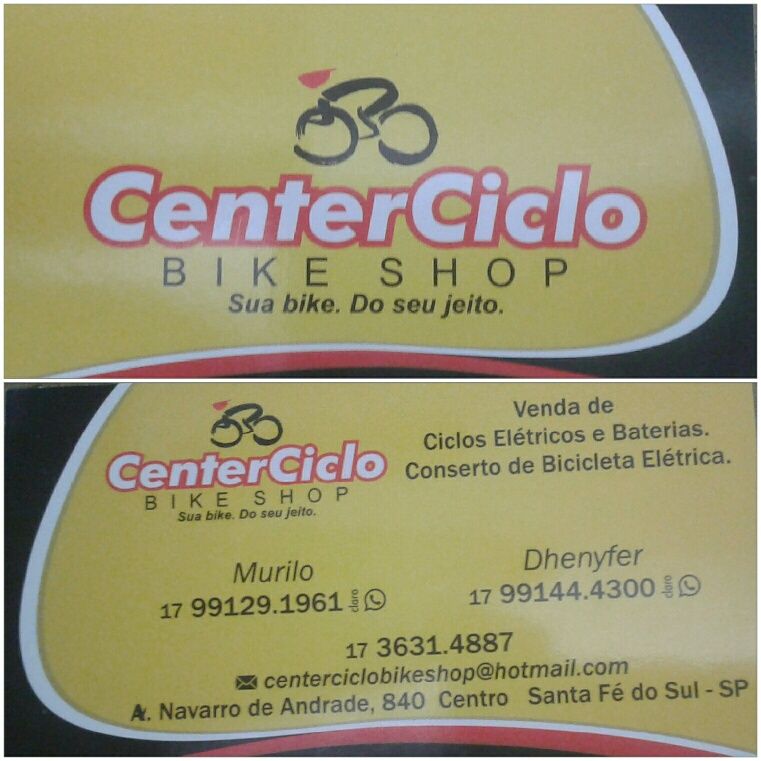 CenterCiclo
BIKE SHOP
Sua bike. Do seu jeito.
CenterCiclo
BIKE SHOP
Sua bike. Do seu jeito.
Venda de
Ciclos Elétricos e Baterias.
Conserto de Bicicleta Elétrica.
Murilo
17 99129.1961 claro
Dhenyfer
17 99144.4300 claro
17 3631.4887
centerciclobikeshop@hotmail.com
Av. Navarro de Andrade, 840 Centro Santa Fé do Sul - SP